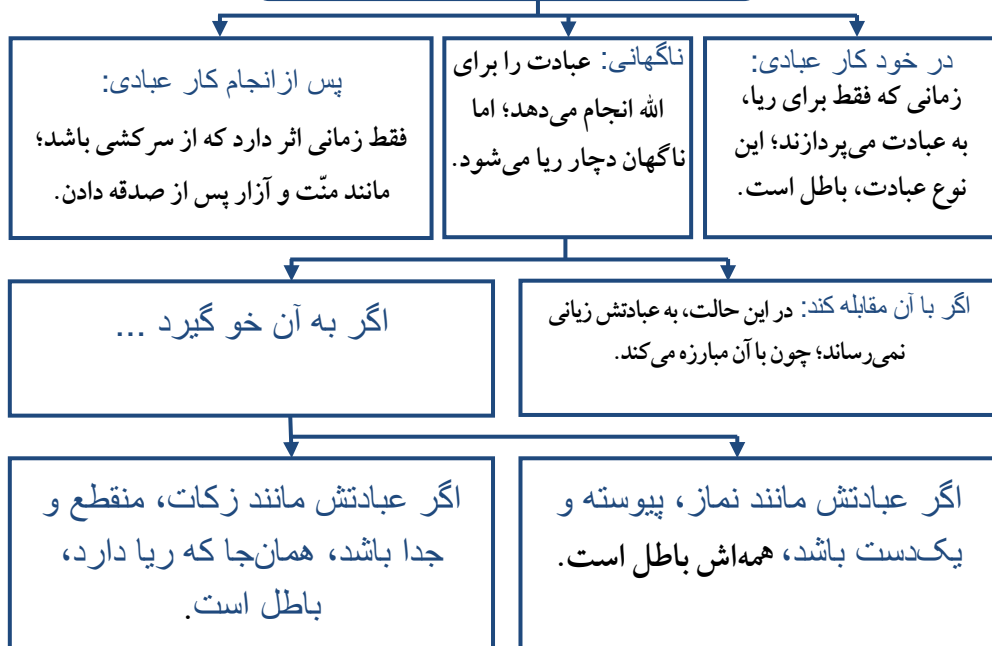 در خود کار عبادی:
زمانی که فقط برای ریا،
به عبادت می‌پردازند؛ این
نوع عبادت، باطل است.
ناگهانی: عبادت را برای
الله انجام می‌دهد؛ اما
ناگهان دچار ریا می‌شود.
پس از انجام کار عبادی:
فقط زمانی اثر دارد که از سرکشی باشد؛
مانند منّت و آزار پس از صدقه دادن.
اگر با آن مقابله کند: در این حالت، به عبادتش زیانی
نمی‌رساند؛ چون با آن مبارزه می‌کند.
اگر به آن خو گیرد ...
اگر عبادتش مانند نماز، پیوسته و
یک‌دست باشد، همه‌اش باطل است.
اگر عبادتش مانند زکات، منقطع و
جدا باشد، همان‌جا که ریا دارد،
باطل است.